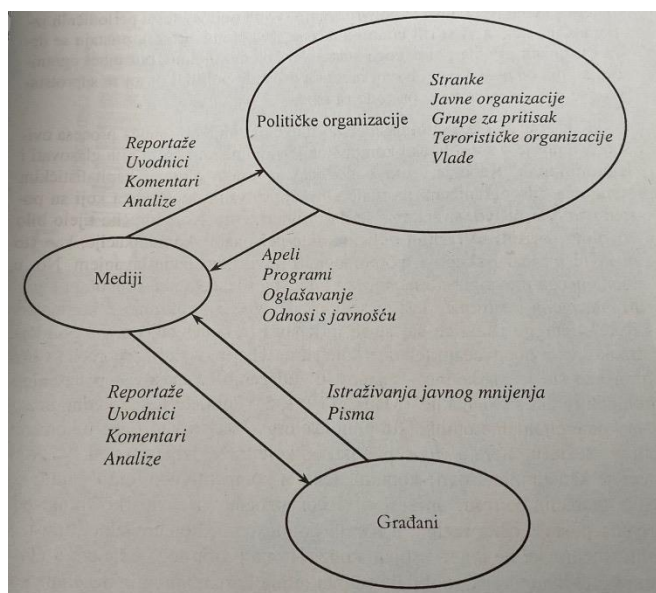 Političke organizacije
Stranke
Javne organizacije
Grupe za pritisak
Terorističke organizacije
Vlade
Reportaže
Uvodnici
Komentari
Analize
Mediji
Apeli
Programi
Oglašavanje
Odnosi s javnošću
Reportaže
Uvodnici
Komentari
Analize
Istraživanja javnog mnijenja
Pisma
Građani